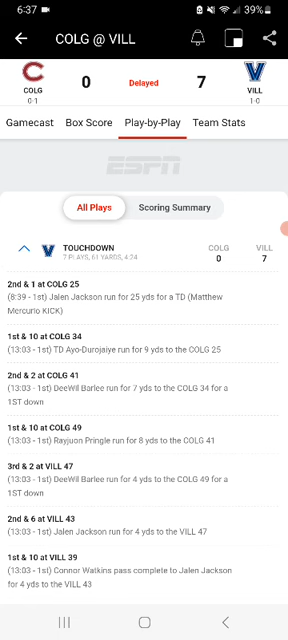 6:37
39%
COLG @ VILL
C
COLG
0-1
0
Delayed
7
V
VILL
1-0
Gamecast Box Score Play-by-Play Team Stats
ESPN
All Plays Scoring Summary
V
TOUCHDOWN
7 PLAYS, 61 YARDS, 4:24
COLG
0
VILL
7
2nd & 1 at COLG 25
(8:39 - 1st) Jalen Jackson run for 25 yds for a TD (Matthew
Mercurio KICK)
1st & 10 at COLG 34
(13:03 - 1st) TD Ayo-Durojaiye run for 9 yds to the COLG 25
2nd & 2 at COLG 41
(13:03 - 1st) DeeWil Barlee run for 7 yds to the COLG 34 for a
1ST down
1st & 10 at COLG 49
(13:03 - 1st) Rayjuon Pringle run for 8 yds to the COLG 41
3rd & 2 at VILL 47
(13:03 - 1st) DeeWil Barlee run for 4 yds to the COLG 49 for a
1ST down
2nd & 6 at VILL 43
(13:03 - 1st) Jalen Jackson run for 4 yds to the VILL 47
1st & 10 at VILL 39
(13:03 - 1st) Connor Watkins pass complete to Jalen Jackson
for 4 yds to the VILL 43